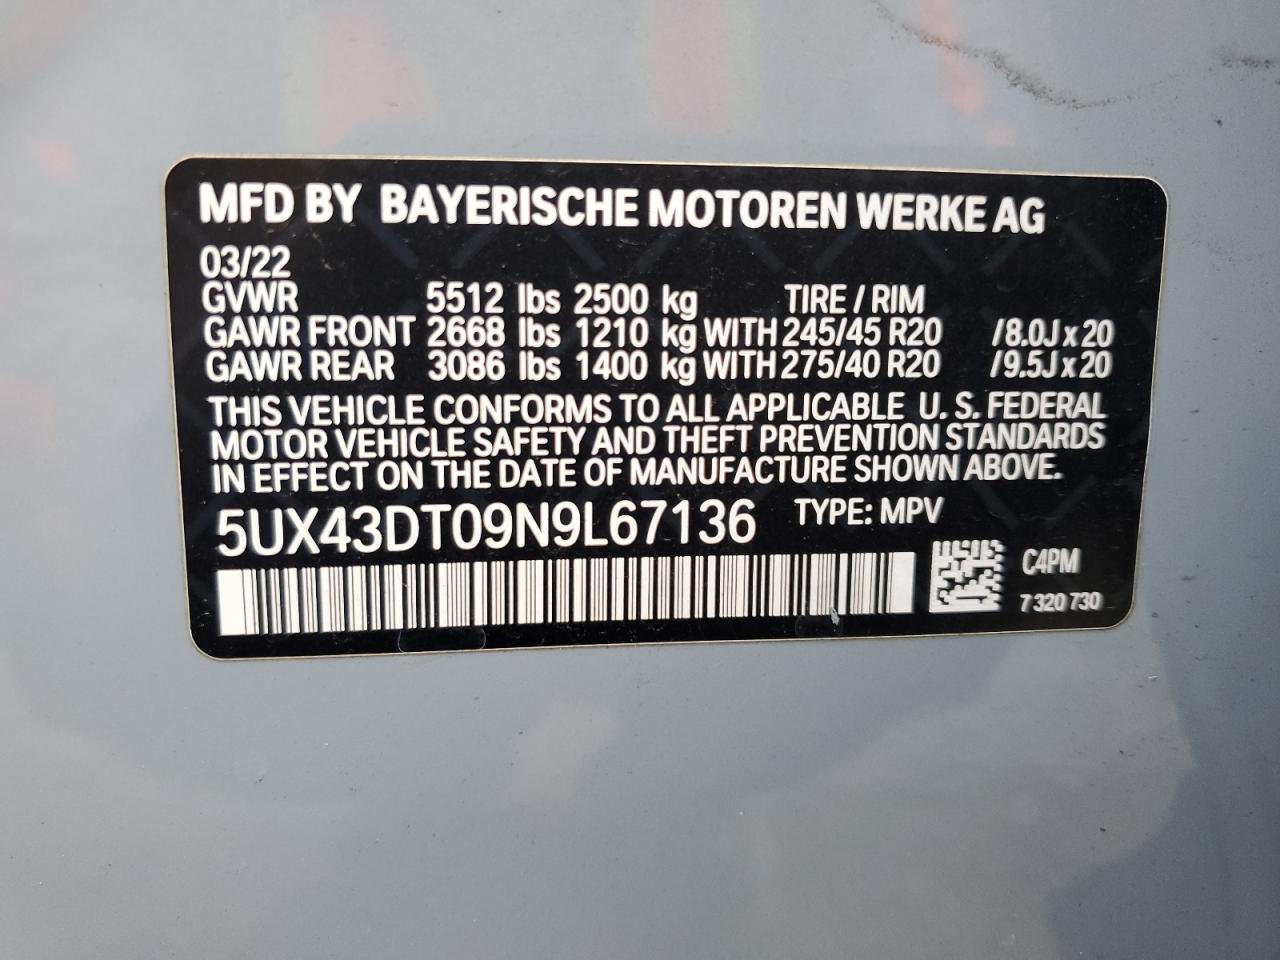 MFD BY BAYERISCHE MOTOREN WERKE AG
03/22
GVWR 5512 lbs 2500 kg TIRE / RIM
GAWR FRONT 2668 lbs 1210 kg WITH 245/45 R20 /8.0J x 20
GAWR REAR 3086 lbs 1400 kg WITH 275/40 R20 /9.5J x 20
THIS VEHICLE CONFORMS TO ALL APPLICABLE U. S. FEDERAL
MOTOR VEHICLE SAFETY AND THEFT PREVENTION STANDARDS
IN EFFECT ON THE DATE OF MANUFACTURE SHOWN ABOVE.
5UX43DT09N9L67136 TYPE: MPV
C4PM
7 320 730